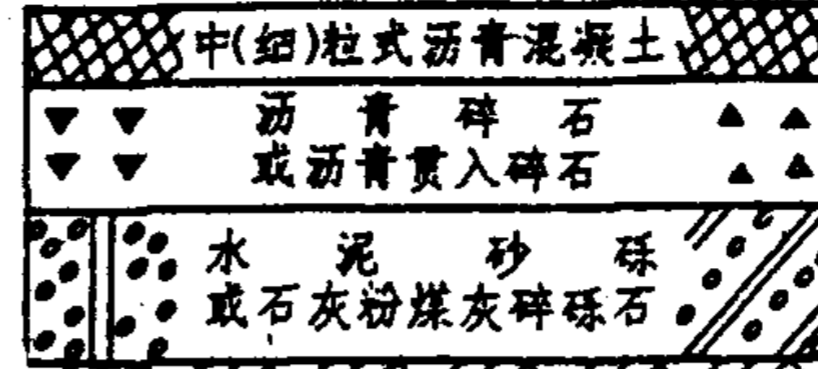 中(细)粒式沥青混凝土
沥青碎石
或沥青贯入碎石
水泥砂砾
或石灰粉煤灰碎砾石